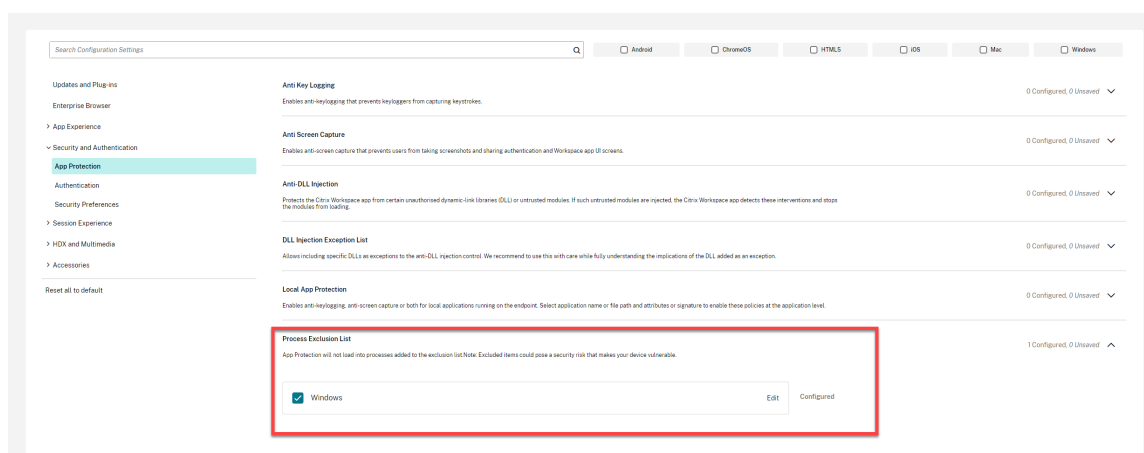 Search Configuration Settings
Android
ChromeOS
HTML5
iOS
Mac
Windows
Updates and Plug-ins
Enterprise Browser
App Experience
Security and Authentication
App Protection
Authentication
Security Preferences
Session Experience
HDX and Multimedia
Accessories
Reset all to default
Anti Key Logging
0 Configured, 0 Unsaved
Enables anti-keylogging that prevents keyloggers from capturing keystrokes.
Anti Screen Capture
0 Configured, 0 Unsaved
Enables anti-screen capture that prevents users from taking screenshots and sharing authentication and Workspace app UI screens.
Anti-DLL Injection
0 Configured, 0 Unsaved
Protects the Citrix Workspace app from certain unauthorised dynamic-link libraries (DLL) or untrusted modules. If such untrusted modules are injected, the Citrix Workspace app detects these interventions and stops
the modules from loading.
DLL Injection Exception List
0 Configured, 0 Unsaved
Allows including specific DLLs as exceptions to the anti-DLL injection control. We recommend to use this with care while fully understanding the implications of the DLL added as an exception.
Local App Protection
0 Configured, 0 Unsaved
Enables anti-keylogging, anti-screen capture or both for local applications running on the endpoint. Select application name or file path and attributes or signature to enable these policies at the application level.
Process Exclusion List
1 Configured, 0 Unsaved
App Protection will not load into processes added to the exclusion list.Note: Excluded items could pose a security risk that makes your device vulnerable.
Windows
Edit
Configured